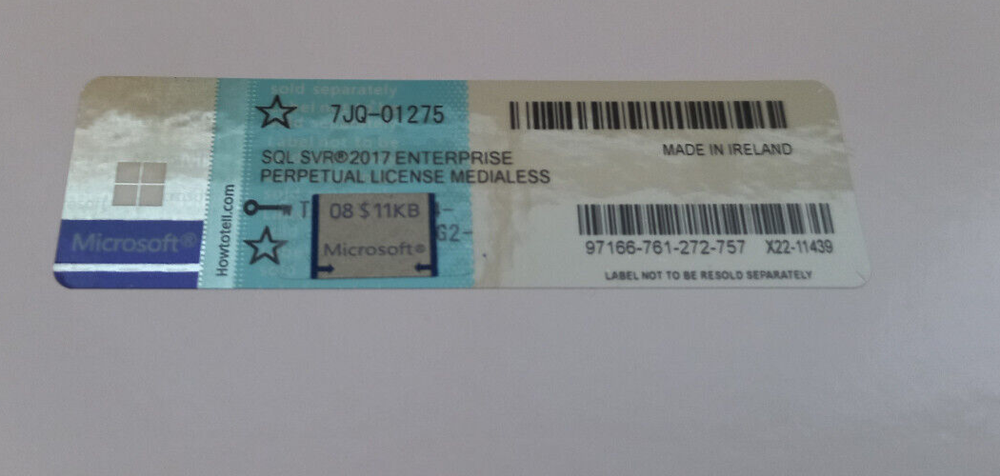 sold separately
7JQ-01275
SQL SVR®2017 ENTERPRISE
PERPETUAL LICENSE MEDIALESS
MADE IN IRELAND
Microsoft®
Howtotell.com
T
08 $ 11KB
G2-
Microsoft®
97166-761-272-757 X22-11439
LABEL NOT TO BE RESOLD SEPARATELY